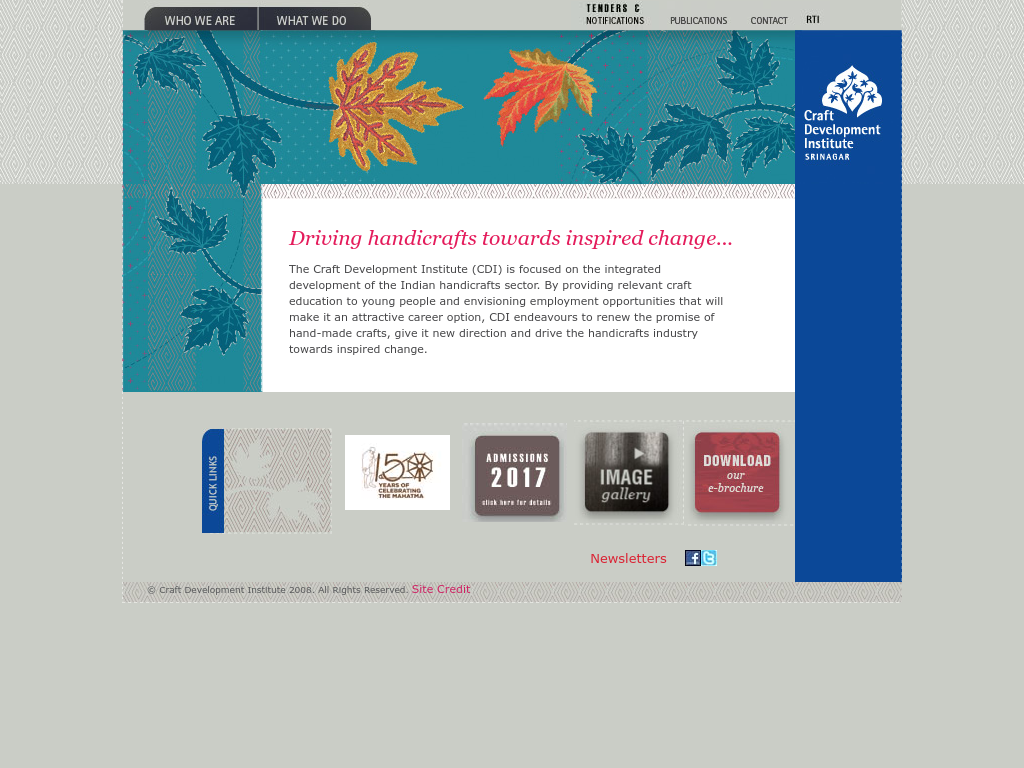 WHO WE ARE
WHAT WE DO
TENDERS &
NOTIFICATIONS
PUBLICATIONS
CONTACT
RTI
Craft
Development
Institute
SRINAGAR
Driving handicrafts towards inspired change...
The Craft Development Institute (CDI) is focused on the integrated
development of the Indian handicrafts sector. By providing relevant craft
education to young people and envisioning employment opportunities that will
make it an attractive career option, CDI endeavours to renew the promise of
hand-made crafts, give it new direction and drive the handicrafts industry
towards inspired change.
QUICK LINKS
150
YEARS OF
CELEBRATING
THE MAHATMA
ADMISSIONS
2017
click here for details
IMAGE
gallery
DOWNLOAD
our
e-brochure
Newsletters
© Craft Development Institute 2008. All Rights Reserved. Site Credit